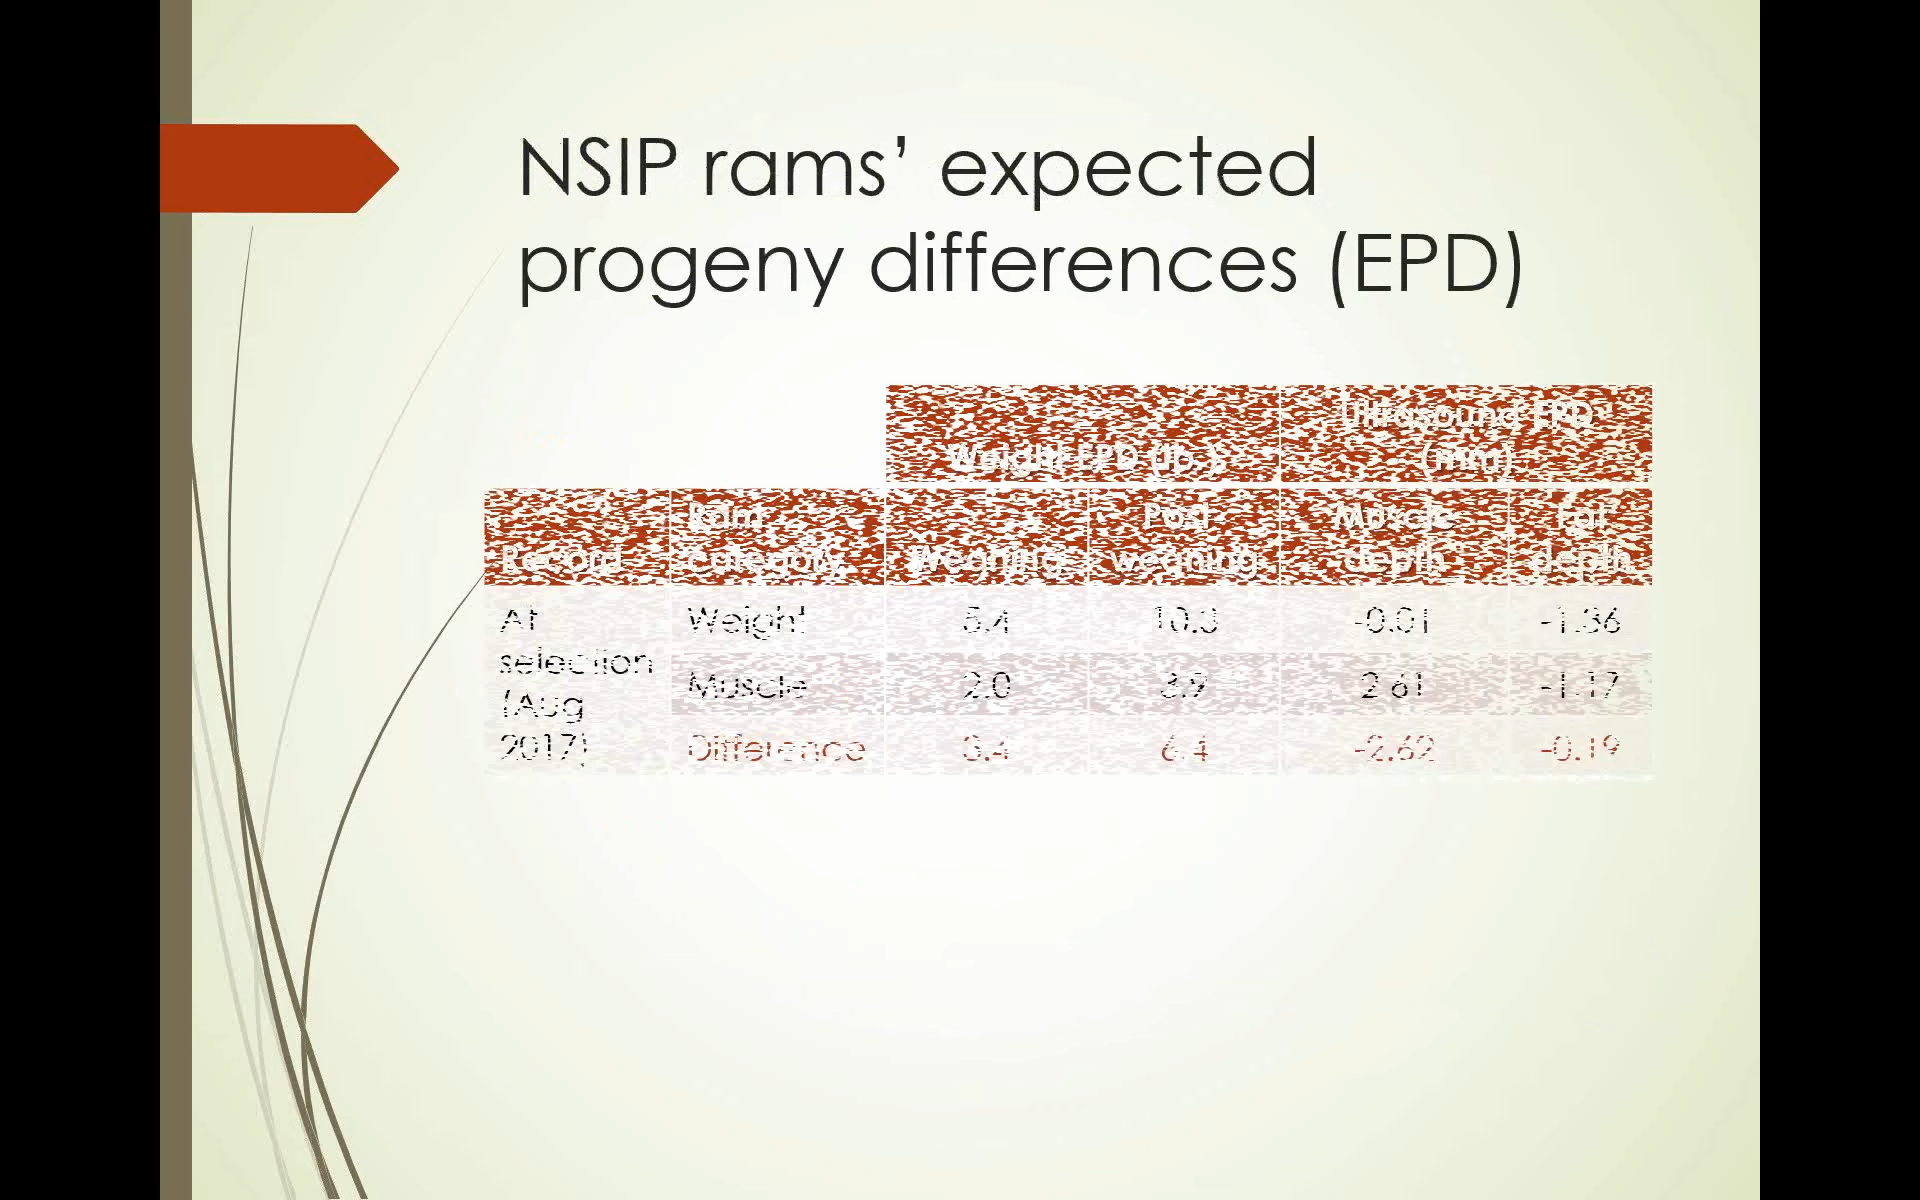 NSIP rams’ expected
progeny differences (EPD)
Weight EPD (lb.)
Ultrasound EPD
(mm)
Record
Ram
category
Weaning
Post
weaning
Muscle
depth
Fat
depth
At
selection
(Aug
2017)
Weight
5.4
10.3
-0.01
-1.36
Muscle
2.0
3.9
2.61
-1.17
Difference
3.4
6.4
-2.62
-0.19